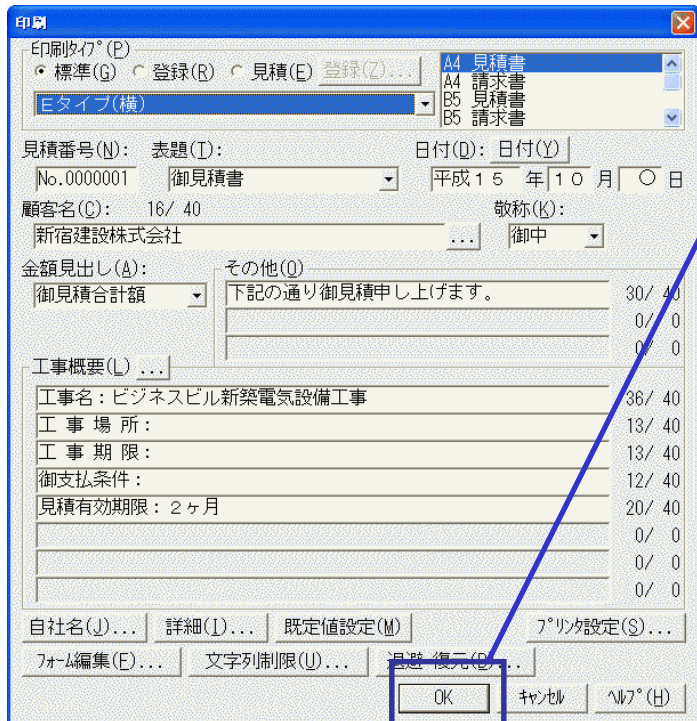 印刷
印刷ﾀｲﾌﾟ(P)
標準(G) 登録(R) 見積(E) 登録(Z)...
Eタイプ(横)
A4 見積書
A4 請求書
B5 見積書
B5 請求書
見積番号(N): 表題(T): 日付(D): 日付(Y)
No.0000001 御見積書 平成15 年 10 月 ○ 日
顧客名(C): 16/ 40 敬称(K):
新宿建設株式会社 ... 御中
金額見出し(A): その他(O)
御見積合計額 下記の通り御見積申し上げます。 30/ 40
0/ 0
0/ 0
工事概要(L) ...
工事名：ビジネスビル新築電気設備工事 36/ 40
工 事 場 所： 13/ 40
工 事 期 限： 13/ 40
御支払条件： 12/ 40
見積有効期限：２ヶ月 20/ 40
0/ 0
0/ 0
0/ 0
自社名(J)... 詳細(I)... 既定値設定(M) ﾌﾟﾘﾝﾀ設定(S)...
ﾌｫｰﾑ編集(F)... 文字列制限(U)... 退避・復元(B)...
OK ｷｬﾝｾﾙ ﾍﾙﾌﾟ(H)